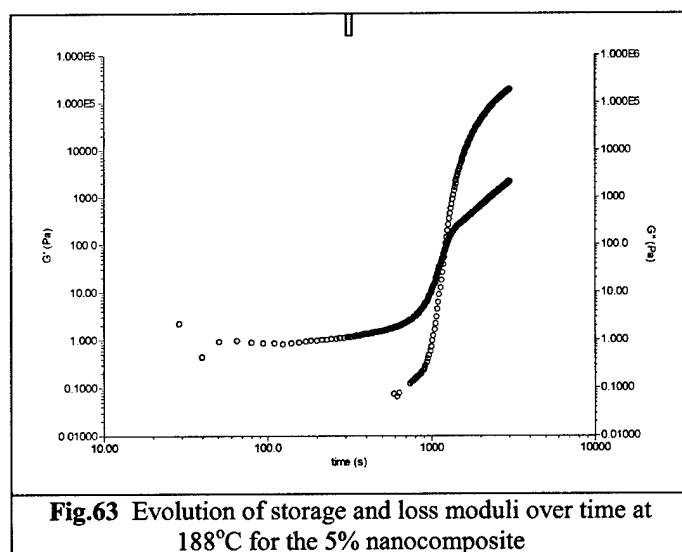 1.000E6
1.000E5
10000
1000
100.0
10.00
1.000
0.1000
0.01000
G' (Pa)
1.000E6
1.000E5
10000
1000
100.0
10.00
1.000
0.1000
0.01000
G" (Pa)
10.00 100.0 1000 10000
time (s)
Fig.63 Evolution of storage and loss moduli over time at
188°C for the 5% nanocomposite